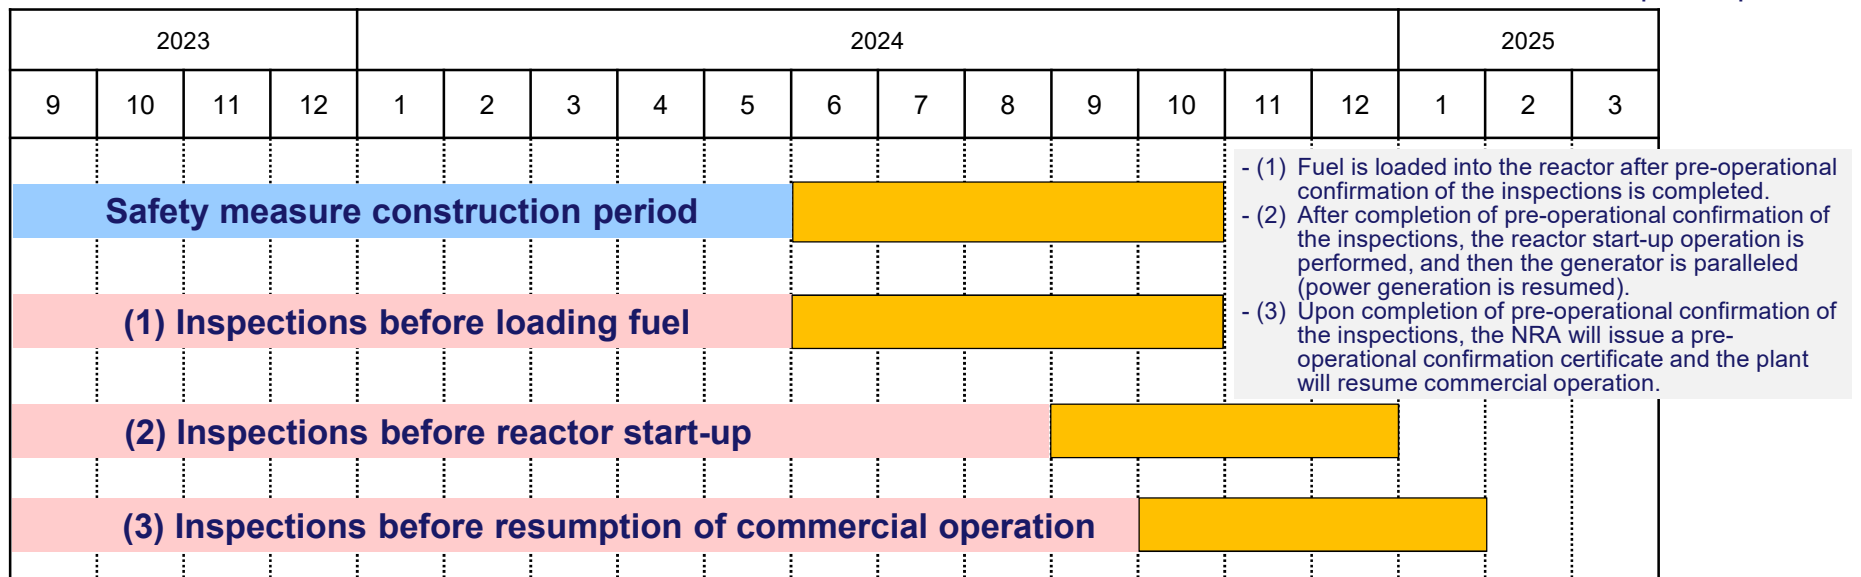 2023 2024 2025
9 10 11 12 1 2 3 4 5 6 7 8 9 10 11 12 1 2 3
Safety measure construction period
(1) Inspections before loading fuel
(2) Inspections before reactor start-up
(3) Inspections before resumption of commercial operation
- (1) Fuel is loaded into the reactor after pre-operational
confirmation of the inspections is completed.
- (2) After completion of pre-operational confirmation of
the inspections, the reactor start-up operation is
performed, and then the generator is paralleled
(power generation is resumed).
- (3) Upon completion of pre-operational confirmation of
the inspections, the NRA will issue a pre-
operational confirmation certificate and the plant
will resume commercial operation.